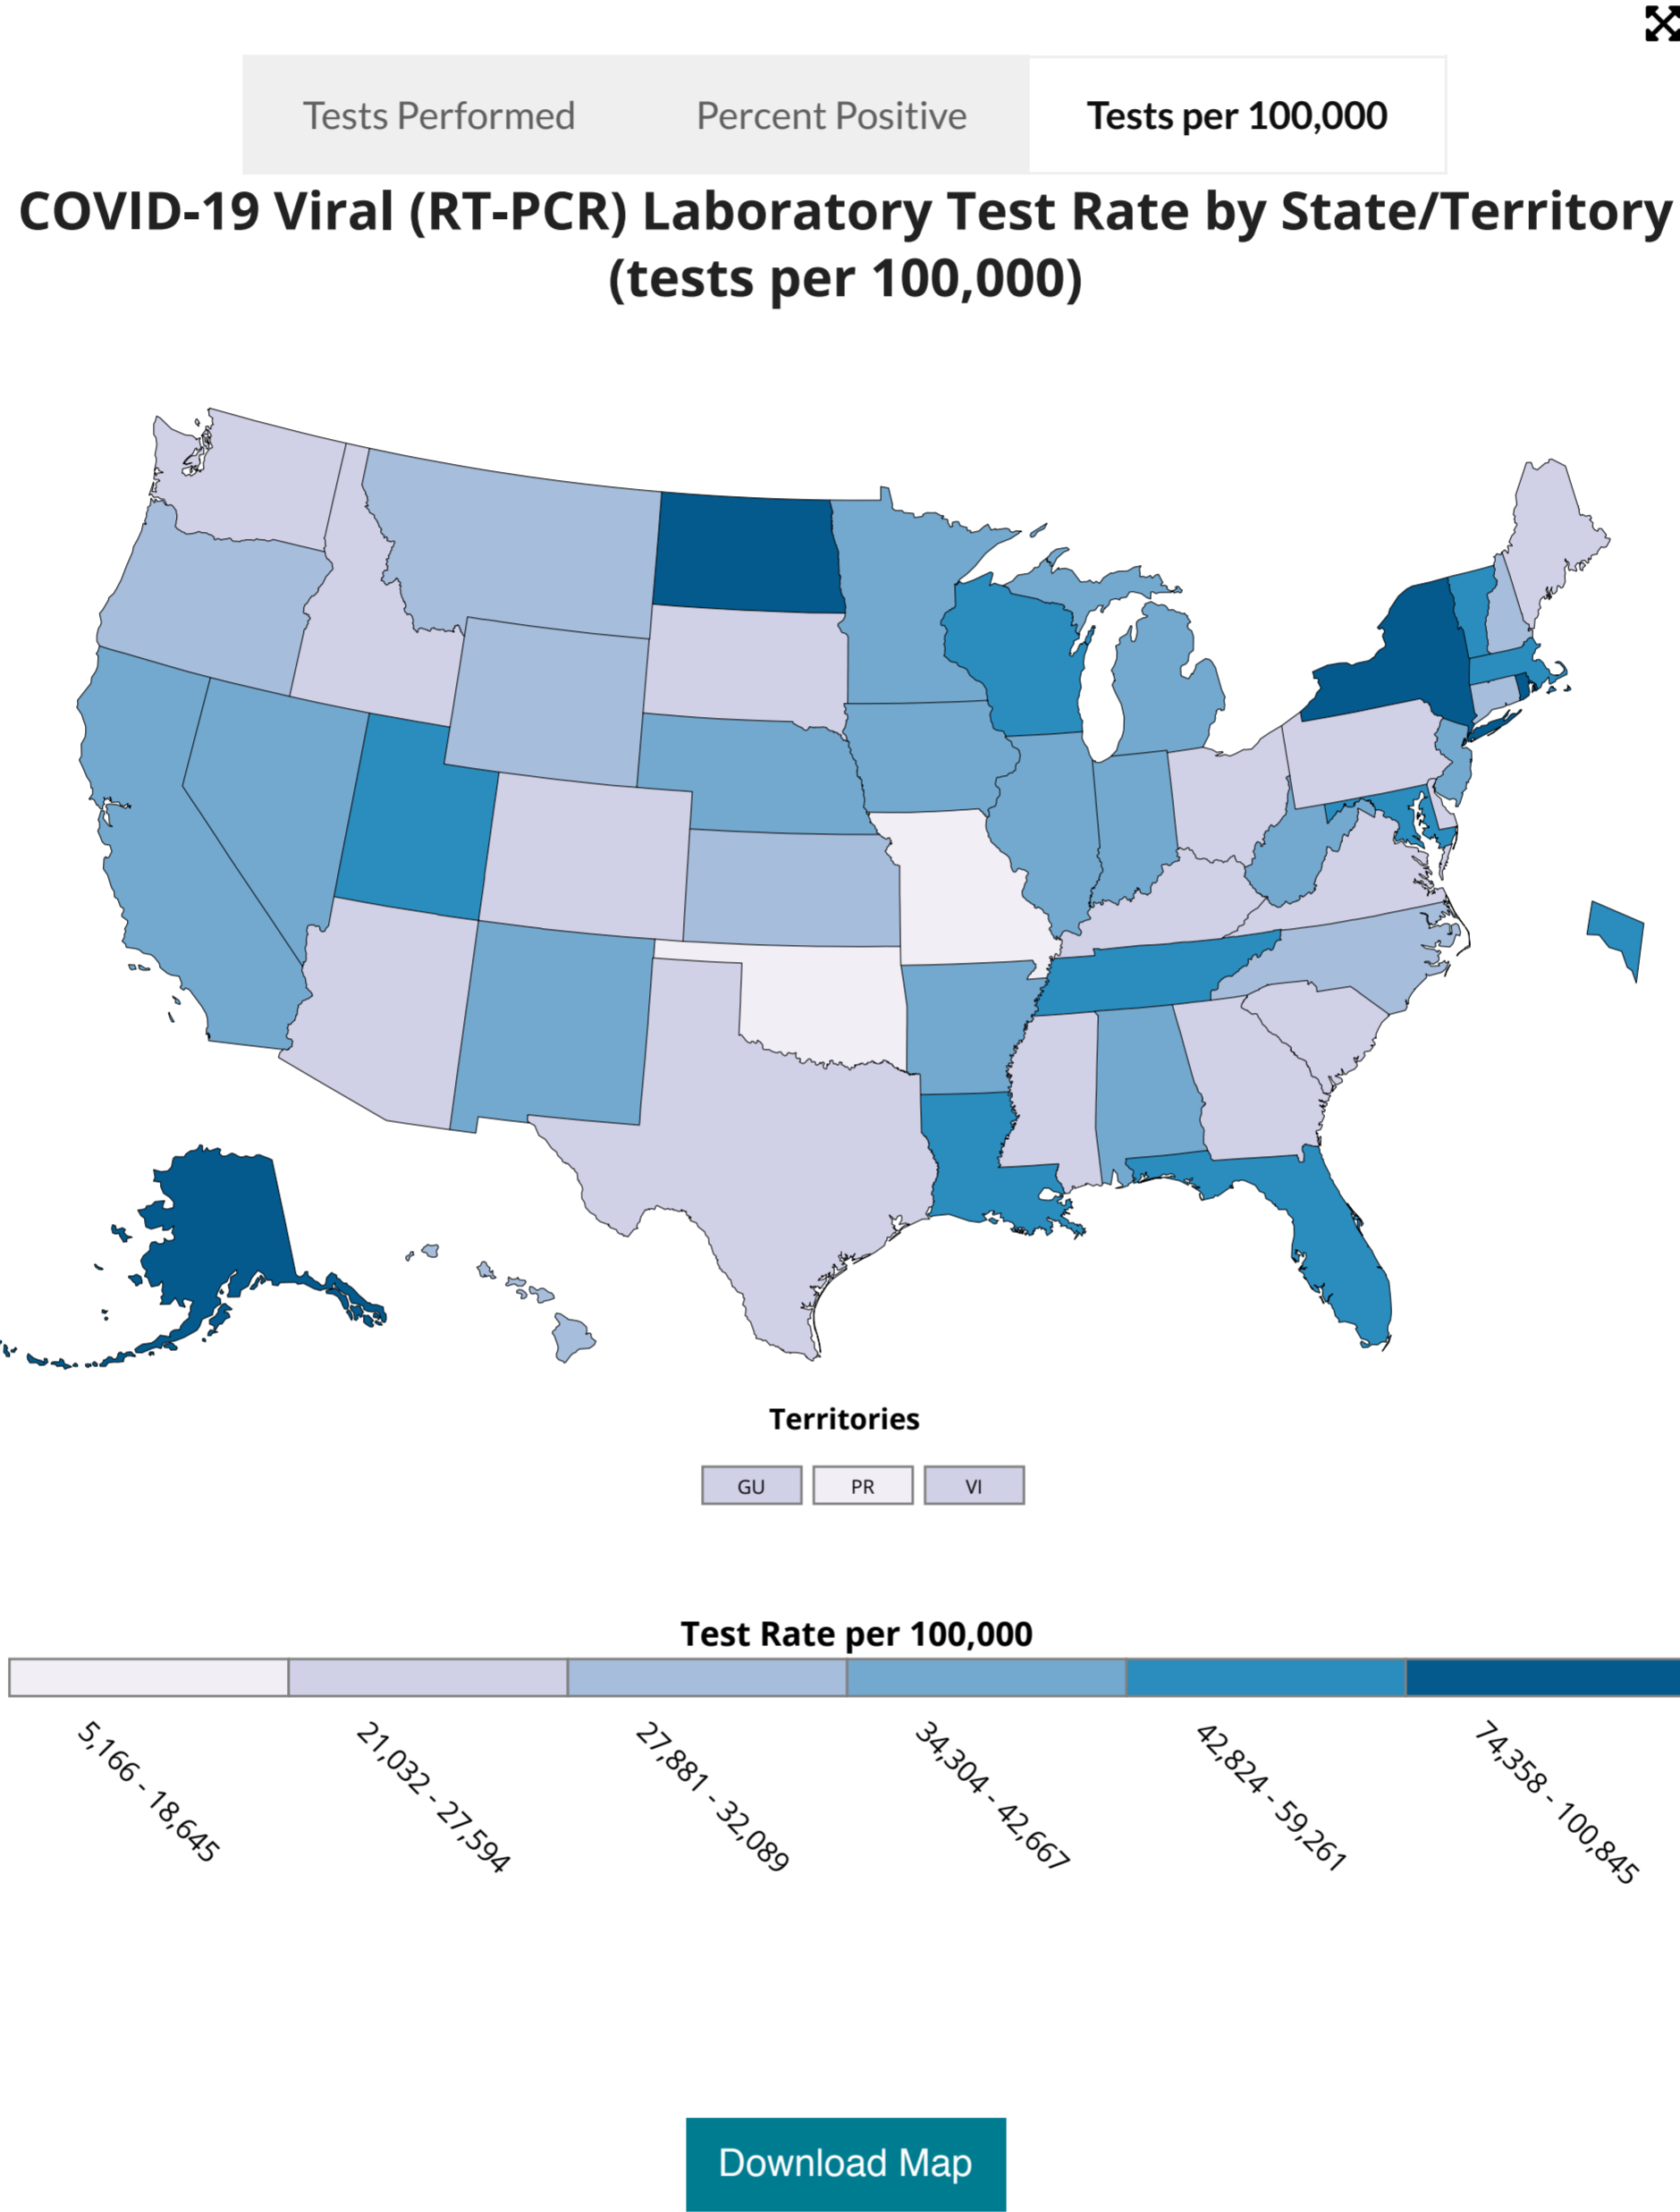 Tests Performed Percent Positive Tests per 100,000
COVID-19 Viral (RT-PCR) Laboratory Test Rate by State/Territory
(tests per 100,000)
Territories
GU PR VI
Test Rate per 100,000
5,166 - 18,645
21,032 - 27,594
27,881 - 32,089
34,304 - 42,667
42,824 - 59,261
74,358 - 100,845
Download Map